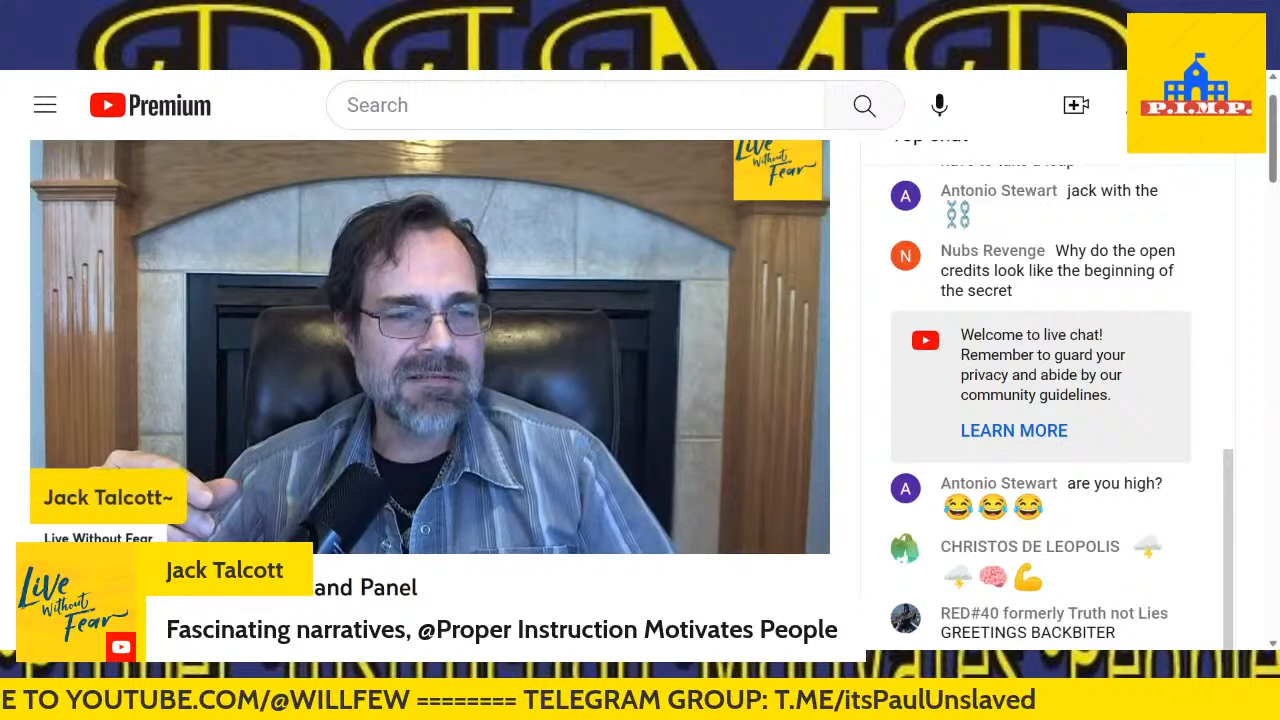 P.I.M.P.
Premium
Search
Live
Without
Fear
Top chat
Antonio Stewart jack with the
Nubs Revenge Why do the open
credits look like the beginning of
the secret
Welcome to live chat!
Remember to guard your
privacy and abide by our
community guidelines.
LEARN MORE
Antonio Stewart are you high?
CHRISTOS DE LEOPOLIS
RED#40 formerly Truth not Lies
GREETINGS BACKBITER
Jack Talcott~
Live Without Fear
Live
Without
Fear
Jack Talcott
and Panel
Fascinating narratives, @Proper Instruction Motivates People
E TO YOUTUBE.COM/@WILLFEW ======== TELEGRAM GROUP: T.ME/itsPaulUnslaved